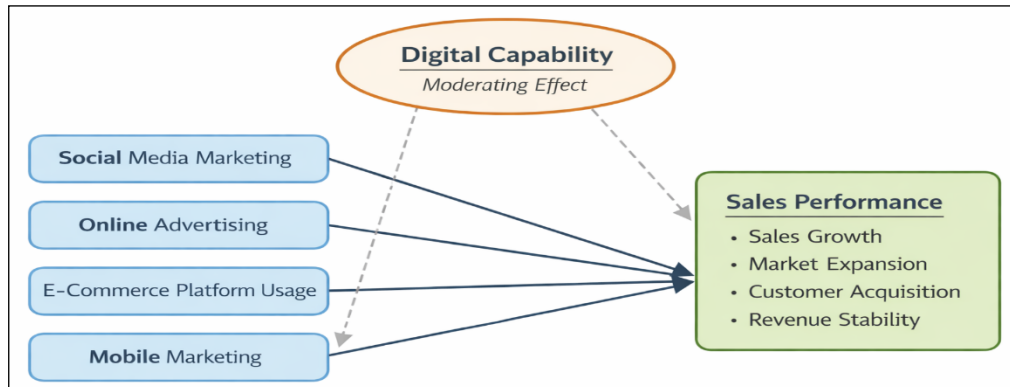 Digital Capability
Moderating Effect
Social Media Marketing
Online Advertising
E-Commerce Platform Usage
Mobile Marketing
Sales Performance
• Sales Growth
• Market Expansion
• Customer Acquisition
• Revenue Stability